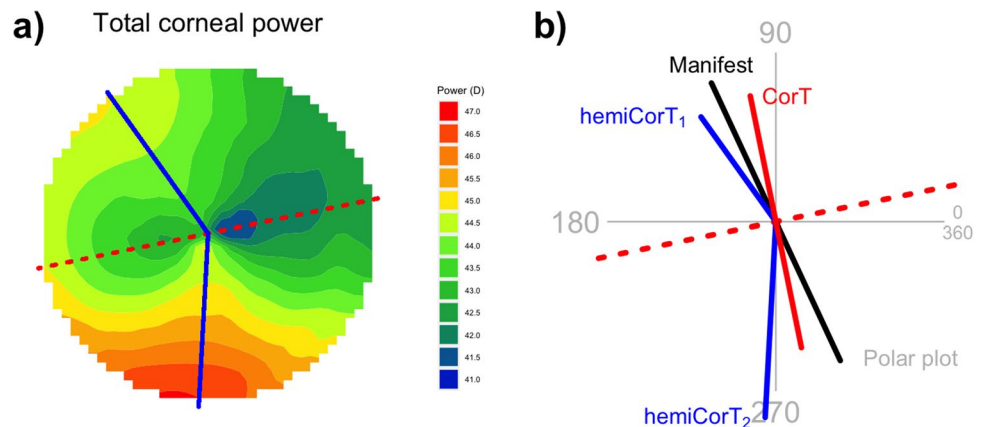 a)
Total corneal power
Power (D)
47.0
46.5
46.0
45.5
45.0
44.5
44.0
43.5
43.0
42.5
42.0
41.5
41.0
b)
90
Manifest
CorT
hemiCorT₁
180
0
360
Polar plot
hemiCorT₂
270